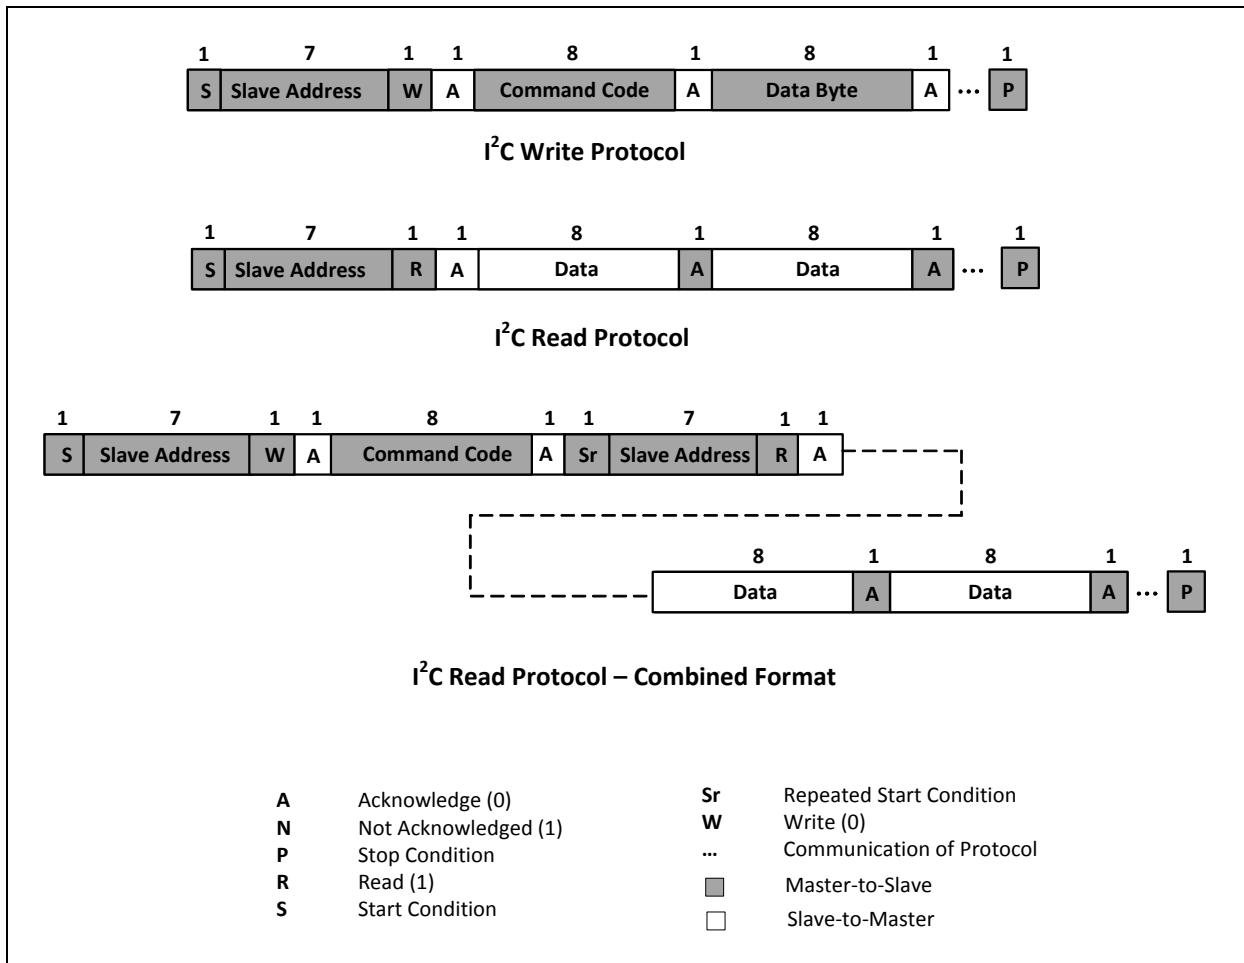 1 7 1 1 8 1 8 1 1
S Slave Address W A Command Code A Data Byte A ... P
I²C Write Protocol
1 7 1 1 8 1 8 1 1
S Slave Address R A Data A Data A ... P
I²C Read Protocol
1 7 1 1 8 1 1 7 1 1
S Slave Address W A Command Code A Sr Slave Address R A
8 1 8 1 1
Data A Data A ... P
I²C Read Protocol – Combined Format
A Acknowledge (0)
N Not Acknowledged (1)
P Stop Condition
R Read (1)
S Start Condition
Sr Repeated Start Condition
W Write (0)
... Communication of Protocol
Master-to-Slave
Slave-to-Master